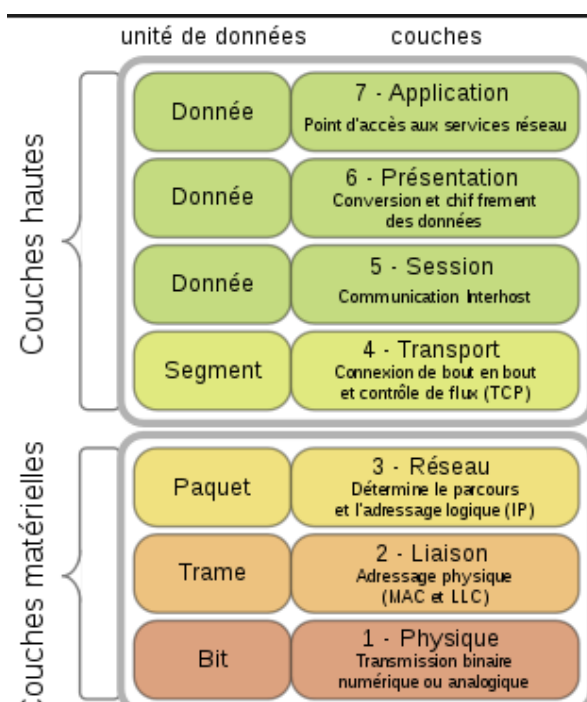 unité de données couches
Couches hautes
Donnée
7 - Application
Point d'accès aux services réseau
Donnée
6 - Présentation
Conversion et chiffrement
des données
Donnée
5 - Session
Communication Interhost
Segment
4 - Transport
Connexion de bout en bout
et contrôle de flux (TCP)
Couches matérielles
Paquet
3 - Réseau
Détermine le parcours
et l'adressage logique (IP)
Trame
2 - Liaison
Adressage physique
(MAC et LLC)
Bit
1 - Physique
Transmission binaire
numérique ou analogique